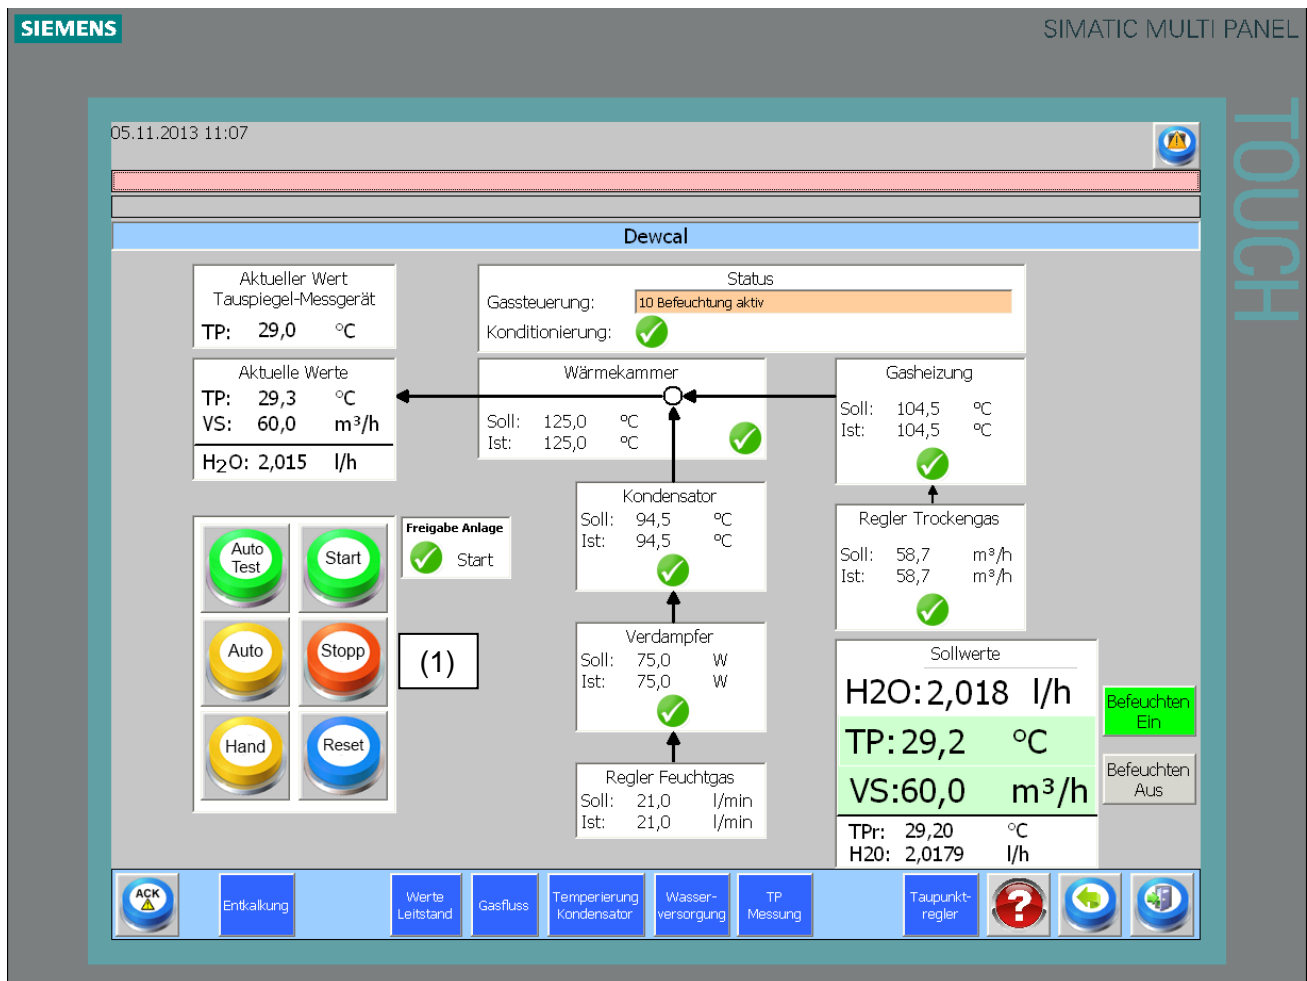 SIEMENS
SIMATIC MULTI PANEL
TOUCH
05.11.2013 11:07
Dewcal
Aktueller Wert
Tauspiegel-Messgerät
TP: 29,0 °C
Status
Gassteuerung: 10 Befeuchtung aktiv
Konditionierung:
Aktuelle Werte
TP: 29,3 °C
VS: 60,0 m³/h
H2O: 2,015 l/h
Wärmekammer
Soll: 125,0 °C
Ist: 125,0 °C
Gasheizung
Soll: 104,5 °C
Ist: 104,5 °C
Kondensator
Soll: 94,5 °C
Ist: 94,5 °C
Regler Trockengas
Soll: 58,7 m³/h
Ist: 58,7 m³/h
Auto
Test
Start
Freigabe Anlage
Start
Auto
Stopp
(1)
Hand
Reset
Verdampfer
Soll: 75,0 W
Ist: 75,0 W
Regler Feuchtgas
Soll: 21,0 l/min
Ist: 21,0 l/min
Sollwerte
H2O: 2,018 l/h
TP: 29,2 °C
VS: 60,0 m³/h
TPr: 29,20 °C
H20: 2,0179 l/h
Befeuchten
Ein
Befeuchten
Aus
ACK
Entkalkung
Werte
Leitstand
Gasfluss
Temperierung
Kondensator
Wasser-
versorgung
TP
Messung
Taupunkt-
regler
?